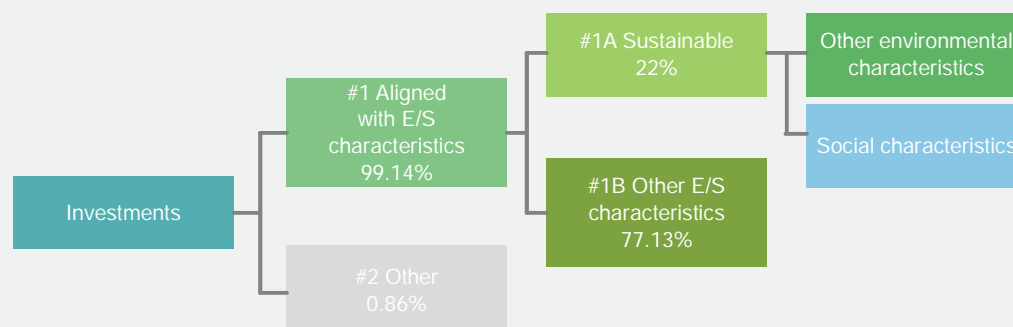 Investments
#1 Aligned
with E/S
characteristics
99.14%
#2 Other
0.86%
#1A Sustainable
22%
#1B Other E/S
characteristics
77.13%
Other environmental
characteristics
Social characteristics